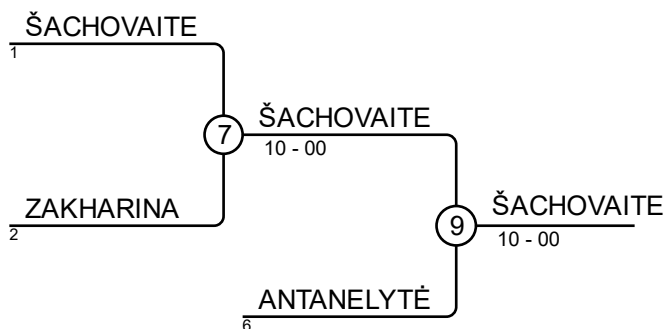 ŠACHOVAITE
1
7
ŠACHOVAITE
10 - 00
ZAKHARINA
2
9
ŠACHOVAITE
10 - 00
ANTANELYTĖ
6